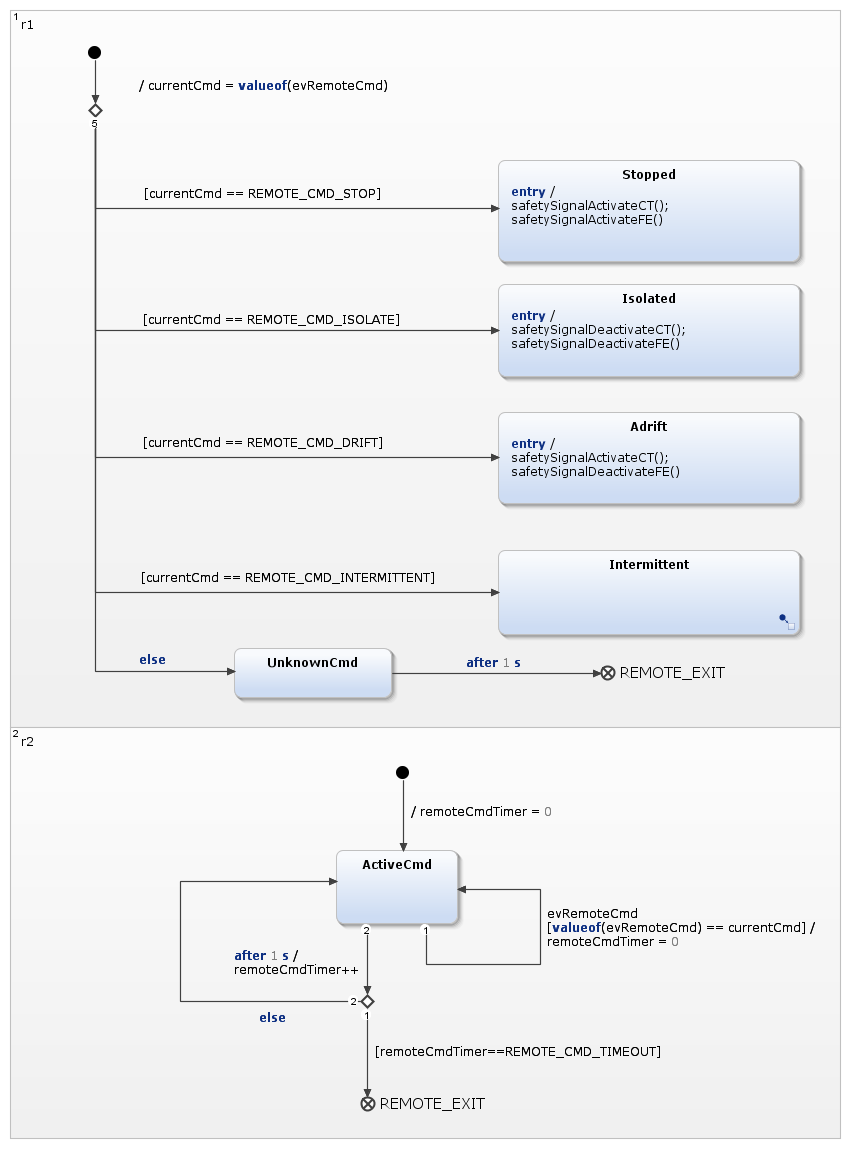 1
r1
/ currentCmd = valueof(evRemoteCmd)
5
[currentCmd == REMOTE_CMD_STOP]
Stopped
entry /
safetySignalActivateCT();
safetySignalActivateFE()
[currentCmd == REMOTE_CMD_ISOLATE]
Isolated
entry /
safetySignalDeactivateCT();
safetySignalDeactivateFE()
[currentCmd == REMOTE_CMD_DRIFT]
Adrift
entry /
safetySignalActivateCT();
safetySignalDeactivateFE()
[currentCmd == REMOTE_CMD_INTERMITTENT]
Intermittent
else
UnknownCmd
after 1 s
REMOTE_EXIT
2
r2
/ remoteCmdTimer = 0
ActiveCmd
2
1
evRemoteCmd
[valueof(evRemoteCmd) == currentCmd] /
remoteCmdTimer = 0
after 1 s /
remoteCmdTimer++
2
1
else
[remoteCmdTimer==REMOTE_CMD_TIMEOUT]
REMOTE_EXIT